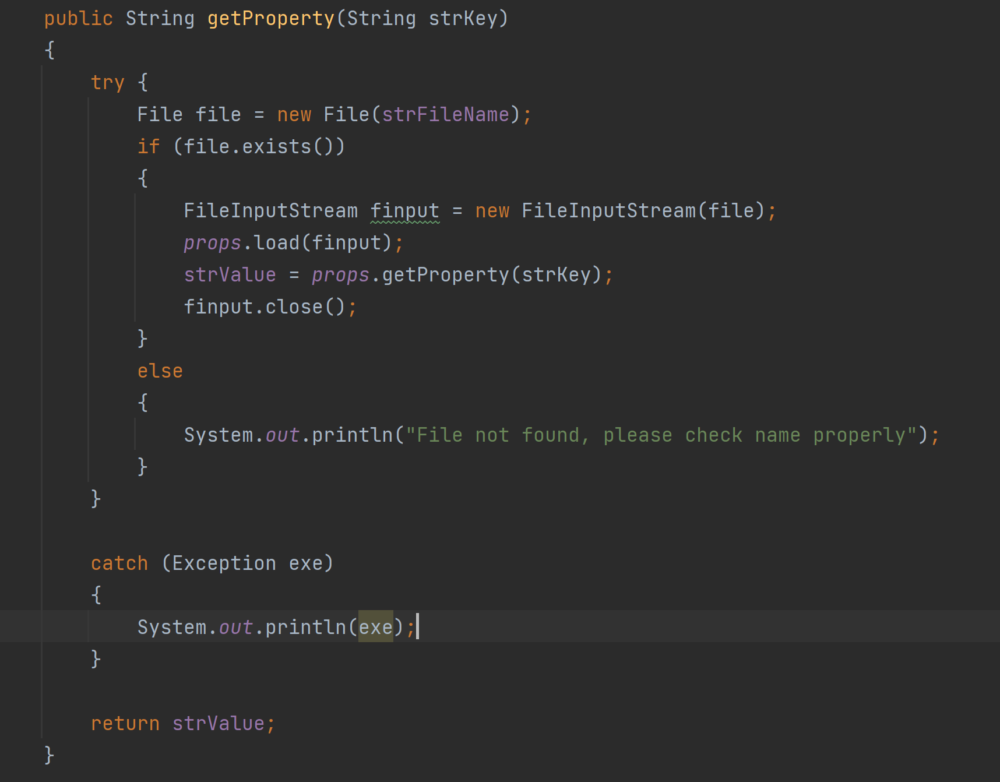 public String getProperty(String strKey)
{
try {
File file = new File(strFileName);
if (file.exists())
{
FileInputStream finput = new FileInputStream(file);
props.load(finput);
strValue = props.getProperty(strKey);
finput.close();
}
else
{
System.out.println("File not found, please check name properly");
}
}
catch (Exception exe)
{
System.out.println(exe);
}
return strValue;
}